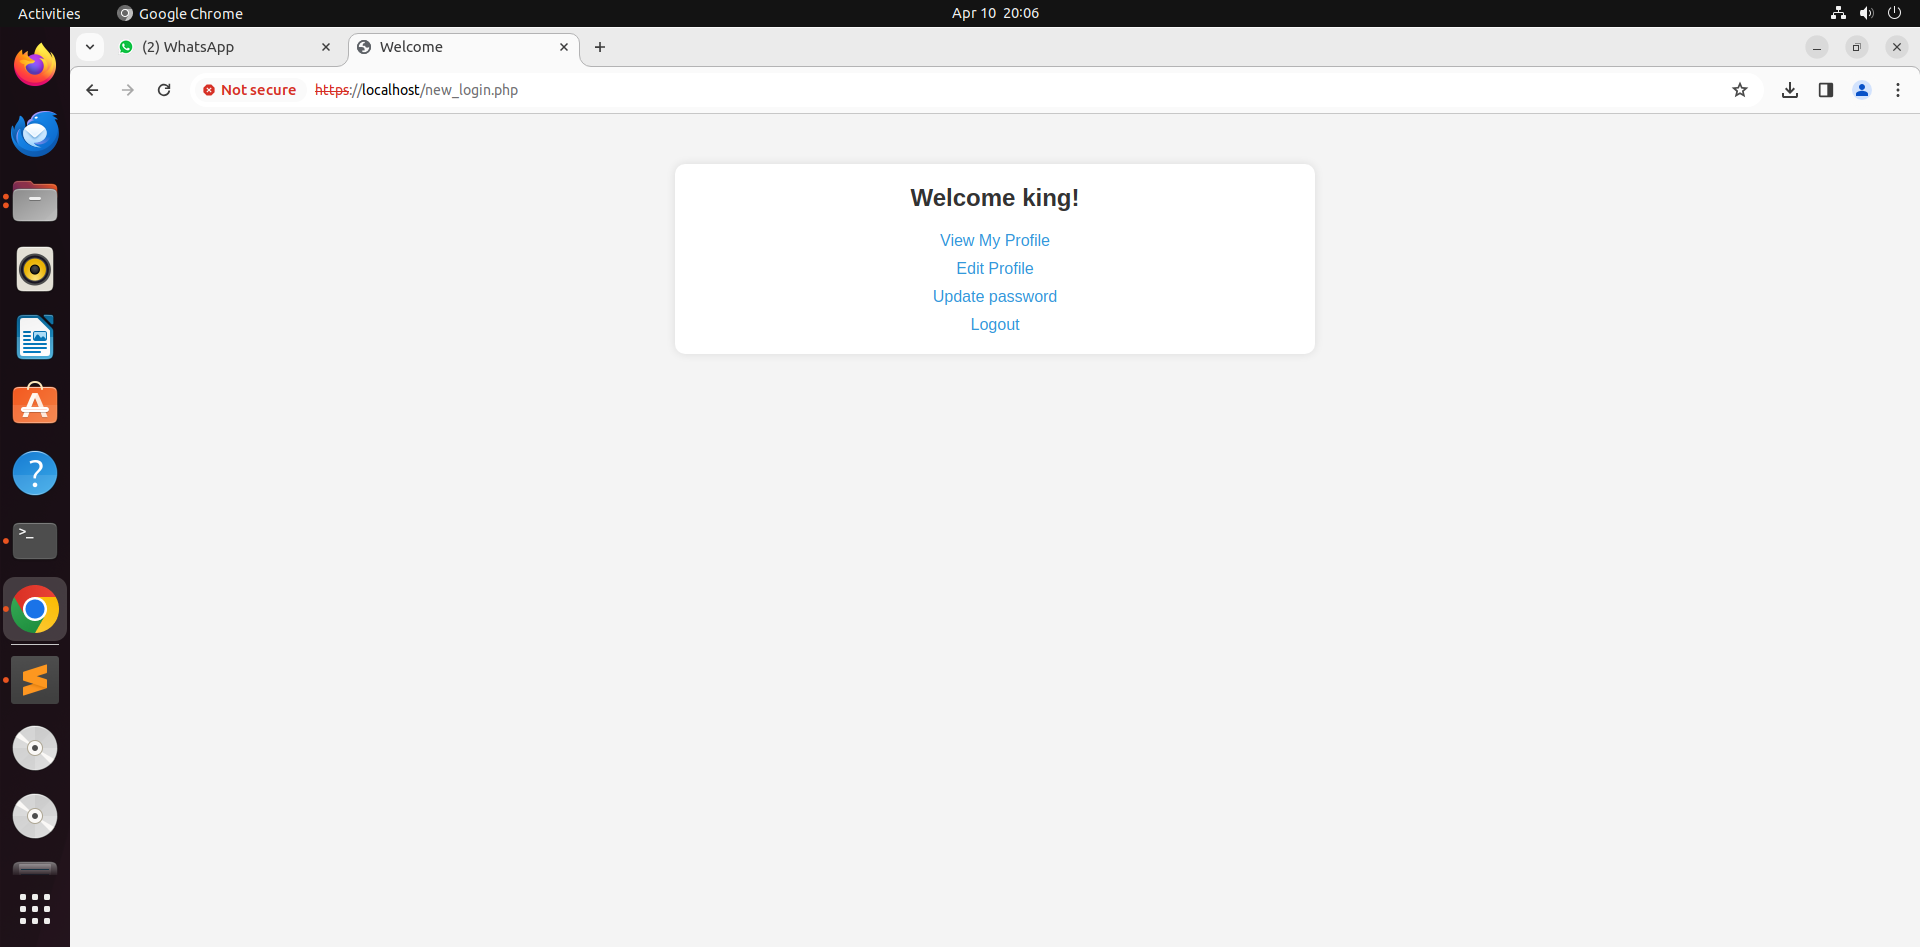 Activities
Google Chrome
Apr 10 20:06
(2) WhatsApp
Welcome
Not secure
https://localhost/new_login.php
Welcome king!
View My Profile
Edit Profile
Update password
Logout